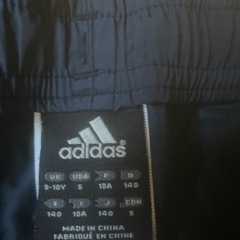 adidas
UK USA F D
9-10Y S 10A 140
E I J CDN
140 10A 140 S
MADE IN CHINA
FABRIQUÉ EN CHINE